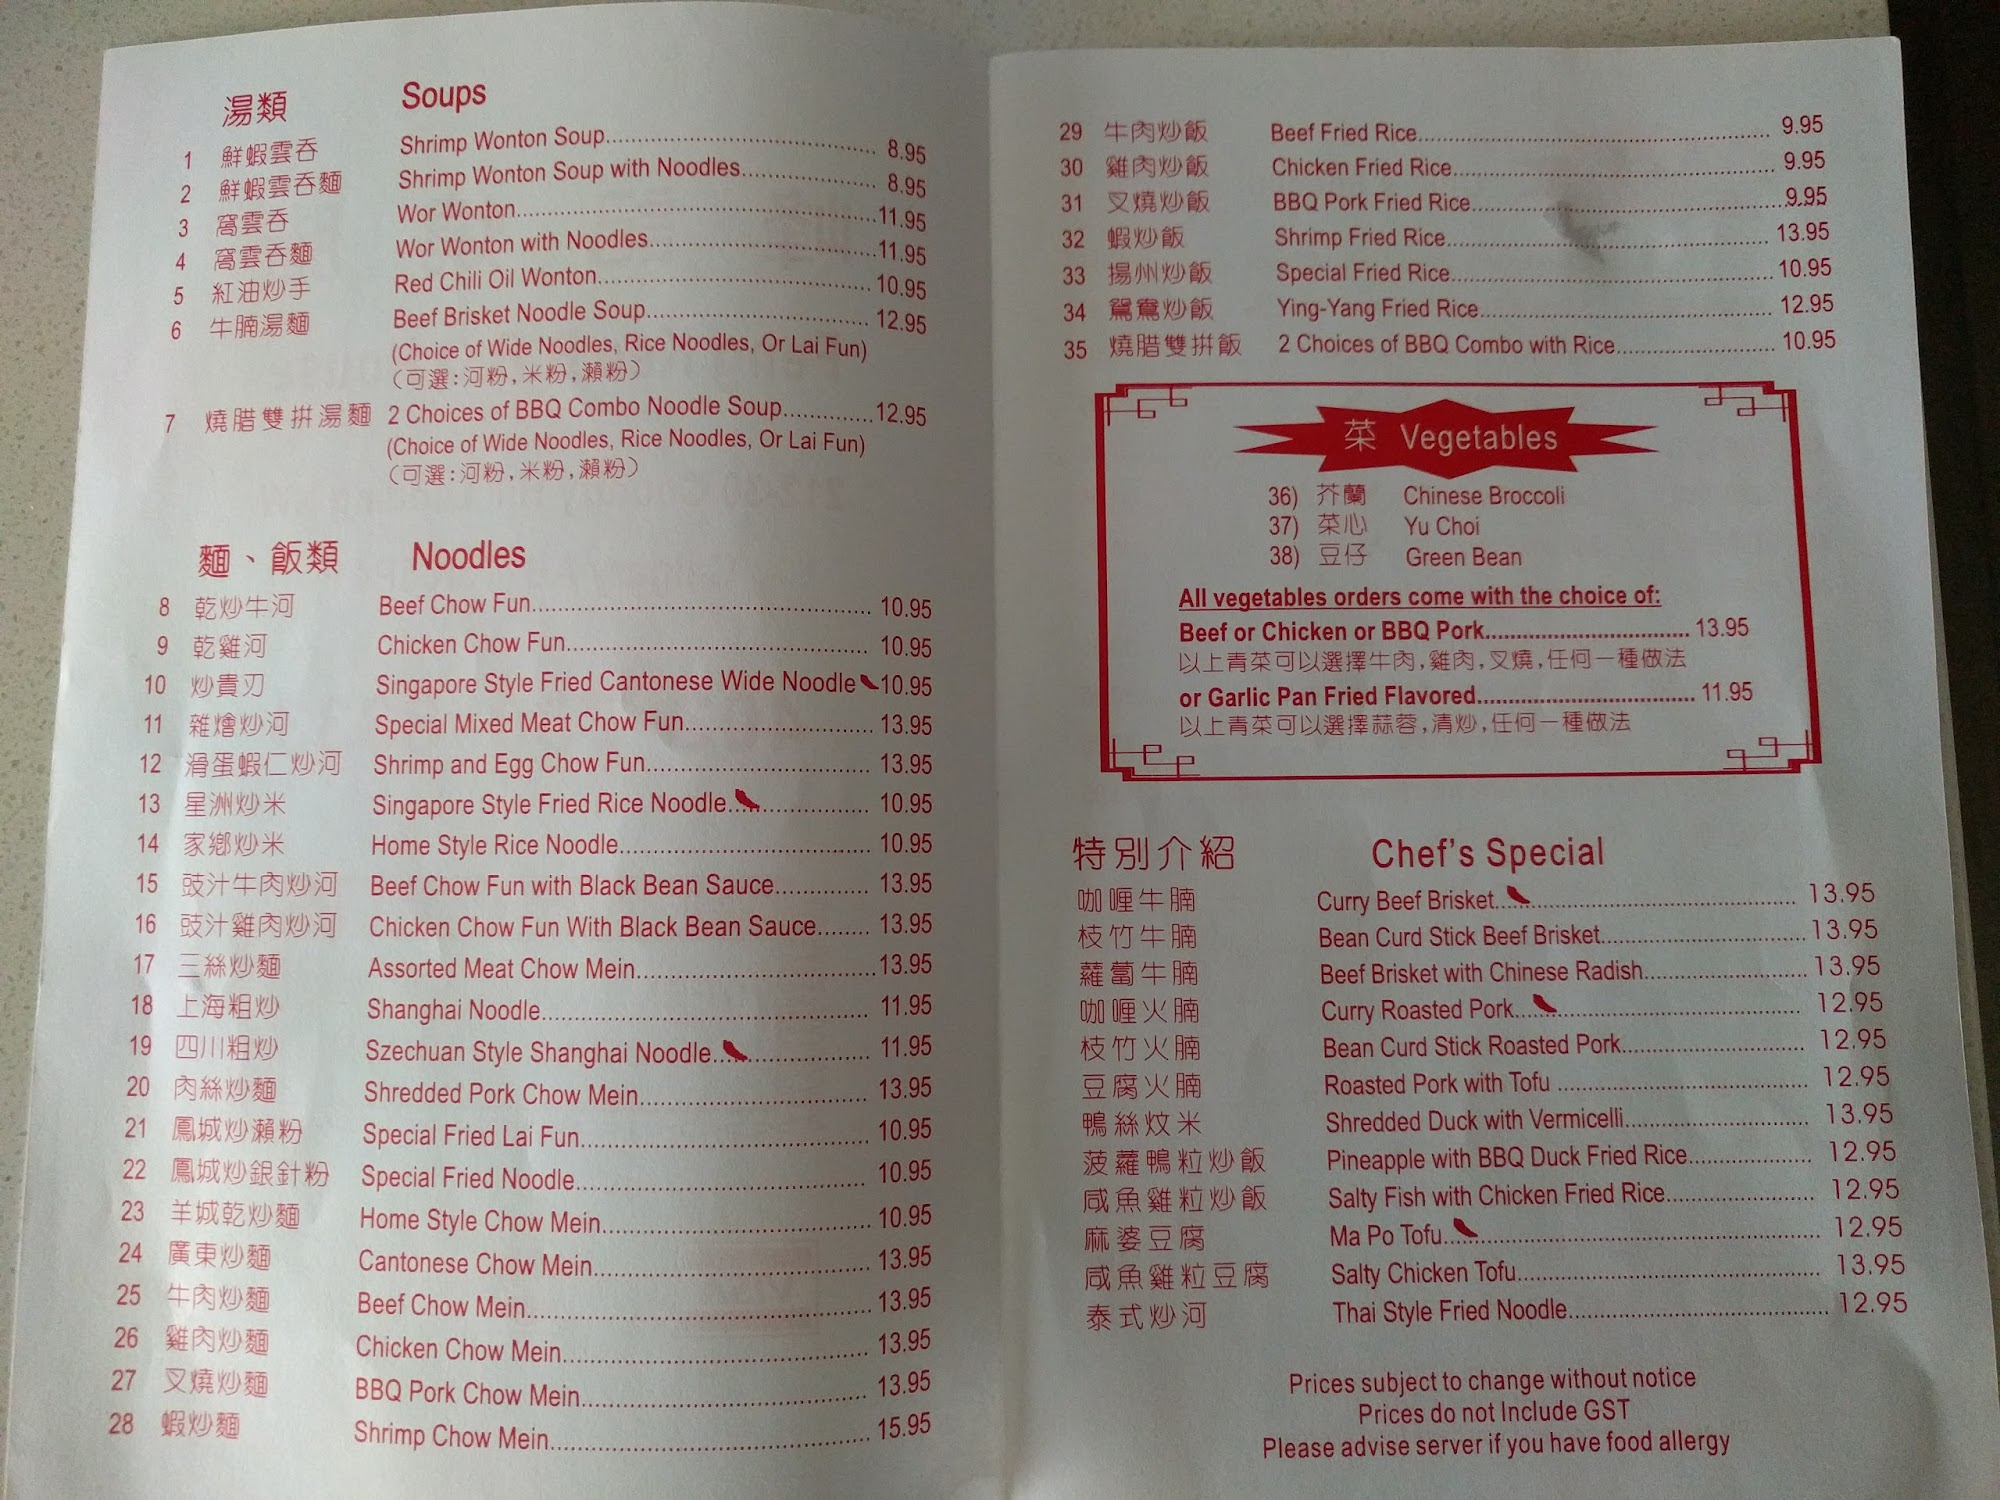 湯類 Soups
1 鮮蝦雲吞 Shrimp Wonton Soup 8.95
2 鮮蝦雲吞麵 Shrimp Wonton Soup with Noodles 8.95
3 窩雲吞 Wor Wonton 11.95
4 窩雲吞麵 Wor Wonton with Noodles 11.95
5 紅油炒手 Red Chili Oil Wonton 10.95
6 牛腩湯麵 Beef Brisket Noodle Soup 12.95
(Choice of Wide Noodles, Rice Noodles, Or Lai Fun)
(可選:河粉,米粉,瀨粉)
7 燒腊雙拼湯麵 2 Choices of BBQ Combo Noodle Soup 12.95
(Choice of Wide Noodles, Rice Noodles, Or Lai Fun)
(可選:河粉,米粉,瀨粉)
麵、飯類 Noodles
8 乾炒牛河 Beef Chow Fun 10.95
9 乾雞河 Chicken Chow Fun 10.95
10 炒貴刃 Singapore Style Fried Cantonese Wide Noodle 10.95
11 雜燴炒河 Special Mixed Meat Chow Fun 13.95
12 滑蛋蝦仁炒河 Shrimp and Egg Chow Fun 13.95
13 星洲炒米 Singapore Style Fried Rice Noodle 10.95
14 家鄉炒米 Home Style Rice Noodle 10.95
15 豉汁牛肉炒河 Beef Chow Fun with Black Bean Sauce 13.95
16 豉汁雞肉炒河 Chicken Chow Fun With Black Bean Sauce 13.95
17 三絲炒麵 Assorted Meat Chow Mein 13.95
18 上海粗炒 Shanghai Noodle 11.95
19 四川粗炒 Szechuan Style Shanghai Noodle 11.95
20 肉絲炒麵 Shredded Pork Chow Mein 13.95
21 鳳城炒瀨粉 Special Fried Lai Fun 10.95
22 鳳城炒銀針粉 Special Fried Noodle 10.95
23 羊城乾炒麵 Home Style Chow Mein 10.95
24 廣東炒麵 Cantonese Chow Mein 13.95
25 牛肉炒麵 Beef Chow Mein 13.95
26 雞肉炒麵 Chicken Chow Mein 13.95
27 叉燒炒麵 BBQ Pork Chow Mein 13.95
28 蝦炒麵 Shrimp Chow Mein 15.95
29 牛肉炒飯 Beef Fried Rice 9.95
30 雞肉炒飯 Chicken Fried Rice 9.95
31 叉燒炒飯 BBQ Pork Fried Rice 9.95
32 蝦炒飯 Shrimp Fried Rice 13.95
33 揚州炒飯 Special Fried Rice 10.95
34 鴛鴦炒飯 Ying-Yang Fried Rice 12.95
35 燒腊雙拼飯 2 Choices of BBQ Combo with Rice 10.95
菜 Vegetables
36) 芥蘭 Chinese Broccoli
37) 菜心 Yu Choi
38) 豆仔 Green Bean
All vegetables orders come with the choice of:
Beef or Chicken or BBQ Pork 13.95
以上青菜可以選擇牛肉,雞肉,叉燒,任何一種做法
or Garlic Pan Fried Flavored 11.95
以上青菜可以選擇蒜蓉,清炒,任何一種做法
特別介紹 Chef's Special
咖喱牛腩 Curry Beef Brisket 13.95
枝竹牛腩 Bean Curd Stick Beef Brisket 13.95
蘿蔔牛腩 Beef Brisket with Chinese Radish 13.95
咖喱火腩 Curry Roasted Pork 12.95
枝竹火腩 Bean Curd Stick Roasted Pork 12.95
豆腐火腩 Roasted Pork with Tofu 12.95
鴨絲炆米 Shredded Duck with Vermicelli 13.95
菠蘿鴨粒炒飯 Pineapple with BBQ Duck Fried Rice 12.95
咸魚雞粒炒飯 Salty Fish with Chicken Fried Rice 12.95
麻婆豆腐 Ma Po Tofu 12.95
咸魚雞粒豆腐 Salty Chicken Tofu 13.95
泰式炒河 Thai Style Fried Noodle 12.95
Prices subject to change without notice
Prices do not Include GST
Please advise server if you have food allergy